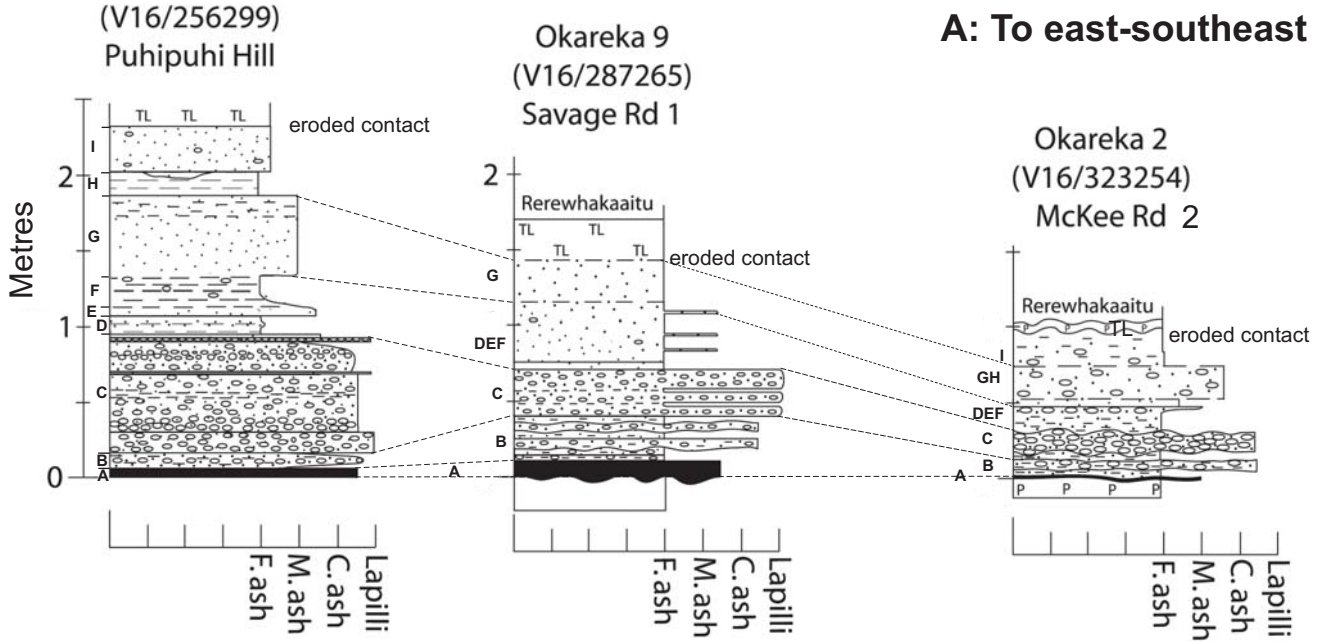 (V16/256299)
Puhipuhi Hill
Okareka 9
(V16/287265)
Savage Rd 1
A: To east-southeast
Okareka 2
(V16/323254)
McKee Rd 2
Metres
2
1
0
TL TL TL
eroded contact
I
H
G
F
E
D
C
B
A
F. ash
M. ash
C. ash
Lapilli
2
Rerewhakaaitu
TL TL
TL TL
eroded contact
G
DEF
C
B
A
F. ash
M. ash
C. ash
Lapilli
Rerewhakaaitu
P P P TL
eroded contact
I
GH
DEF
C
B
A
P P P P
F. ash
M. ash
C. ash
Lapilli